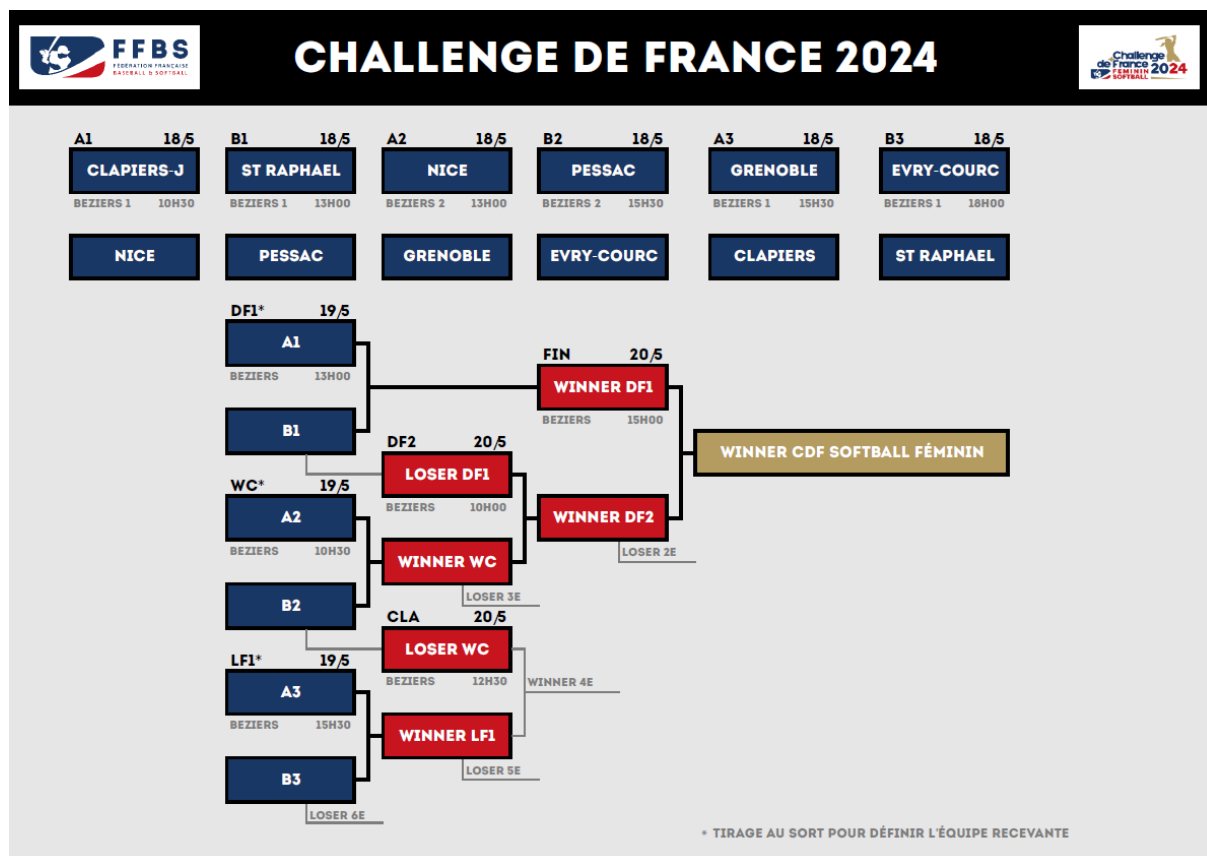 FFBS
FÉDÉRATION FRANÇAISE
BASEBALL & SOFTBALL
CHALLENGE DE FRANCE 2024
Challenge
de France
FEMININ
SOFTBALL
2024
A1 18/5
CLAPIERS-J
BEZIERS 1 10H30
NICE
B1 18/5
ST RAPHAEL
BEZIERS 1 13H00
PESSAC
A2 18/5
NICE
BEZIERS 2 13H00
GRENOBLE
B2 18/5
PESSAC
BEZIERS 2 15H30
EVRY-COURC
A3 18/5
GRENOBLE
BEZIERS 1 15H30
CLAPIERS
B3 18/5
EVRY-COURC
BEZIERS 1 18H00
ST RAPHAEL
DF1* 19/5
A1
BEZIERS 13H00
B1
WC* 19/5
A2
BEZIERS 10H30
B2
LF1* 19/5
A3
BEZIERS 15H30
B3
LOSER 6E
DF2 20/5
LOSER DF1
BEZIERS 10H00
WINNER WC
LOSER 3E
CLA 20/5
LOSER WC
BEZIERS 12H30
WINNER 4E
WINNER LF1
LOSER 5E
FIN 20/5
WINNER DF1
BEZIERS 15H00
WINNER DF2
LOSER 2E
WINNER CDF SOFTBALL FÉMININ
* TIRAGE AU SORT POUR DÉFINIR L'ÉQUIPE RECEVANTE